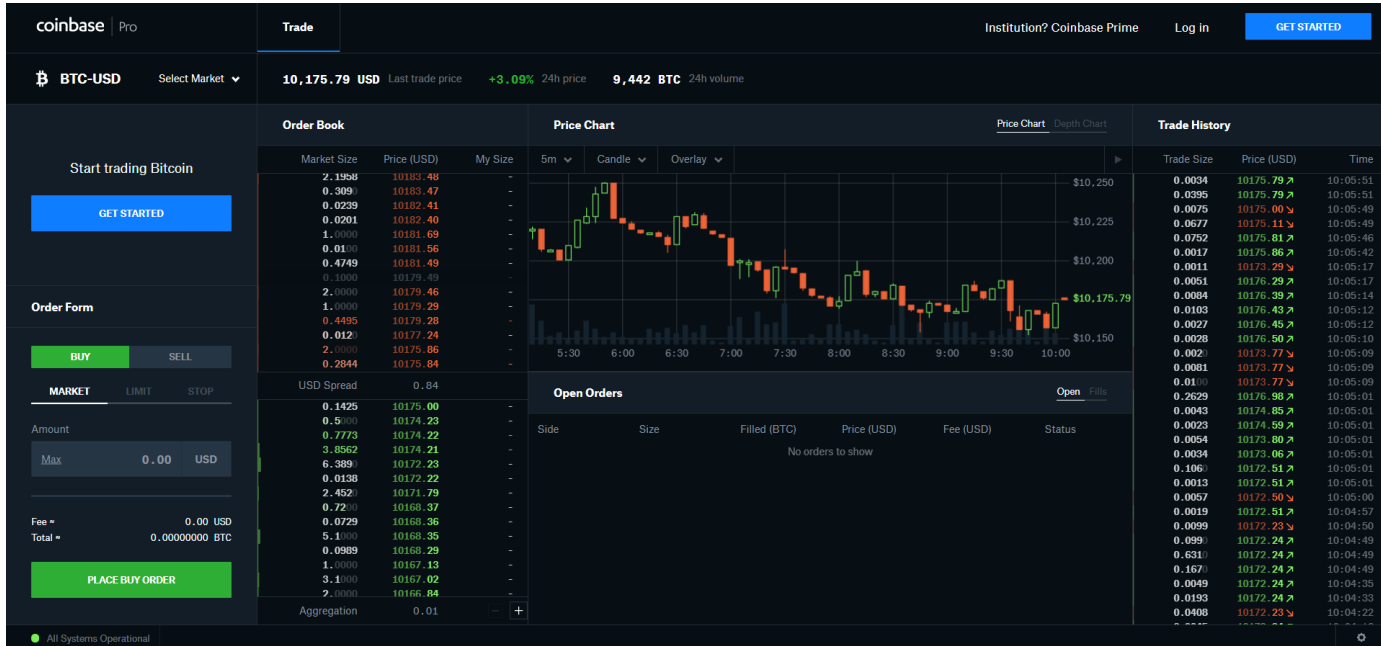 coinbase | Pro
Trade
Institution? Coinbase Prime
Log in
GET STARTED
BTC-USD
Select Market
10,175.79 USD Last trade price
+3.09% 24h price
9,442 BTC 24h volume
Start trading Bitcoin
GET STARTED
Order Form
BUY SELL
MARKET LIMIT STOP
Amount
Max 0.00 USD
Fee ≈ 0.00 USD
Total ≈ 0.00000000 BTC
PLACE BUY ORDER
Order Book
Market Size Price (USD) My Size
2.1958 10183.48 -
0.3090 10183.47 -
0.0239 10182.41 -
0.0201 10182.40 -
1.0000 10181.69 -
0.0100 10181.56 -
0.4749 10181.49 -
0.1000 10179.49 -
2.0000 10179.46 -
1.0000 10179.29 -
0.4495 10179.28 -
0.0120 10177.24 -
2.0000 10175.86 -
0.2844 10175.84 -
USD Spread 0.84
0.1425 10175.00 -
0.5000 10174.23 -
0.7773 10174.22 -
3.8562 10174.21 -
6.3890 10172.23 -
0.0138 10172.22 -
2.4520 10171.79 -
0.7200 10168.37 -
0.0729 10168.36 -
5.1000 10168.35 -
0.0989 10168.29 -
1.0000 10167.13 -
3.1000 10167.02 -
2.0000 10166.84 -
Aggregation 0.01 - +
Price Chart
Price Chart Depth Chart
5m Candle Overlay
$10,250
$10,225
$10,200
$10,175.79
$10,150
5:30 6:00 6:30 7:00 7:30 8:00 8:30 9:00 9:30 10:00
Open Orders
Open Fills
Side Size Filled (BTC) Price (USD) Fee (USD) Status
No orders to show
Trade History
Trade Size Price (USD) Time
0.0034 10175.79↗ 10:05:51
0.0395 10175.79↗ 10:05:51
0.0075 10175.00↘ 10:05:49
0.0677 10175.11↘ 10:05:49
0.0752 10175.81↗ 10:05:46
0.0017 10175.86↗ 10:05:42
0.0011 10173.29↘ 10:05:17
0.0051 10176.29↗ 10:05:17
0.0084 10176.39↗ 10:05:14
0.0103 10176.43↗ 10:05:12
0.0027 10176.45↗ 10:05:12
0.0028 10176.50↗ 10:05:10
0.0020 10173.77↘ 10:05:09
0.0081 10173.77↘ 10:05:09
0.0100 10173.77↘ 10:05:09
0.2629 10176.98↗ 10:05:01
0.0043 10174.85↗ 10:05:01
0.0023 10174.59↗ 10:05:01
0.0054 10173.80↗ 10:05:01
0.0034 10173.06↗ 10:05:01
0.1060 10172.51↗ 10:05:01
0.0013 10172.51↗ 10:05:01
0.0057 10172.50↘ 10:05:00
0.0019 10172.51↗ 10:04:57
0.0099 10172.23↘ 10:04:50
0.0990 10172.24↗ 10:04:49
0.6310 10172.24↗ 10:04:49
0.1670 10172.24↗ 10:04:49
0.0049 10172.24↗ 10:04:35
0.0193 10172.24↗ 10:04:33
0.0408 10172.23↘ 10:04:22
All Systems Operational